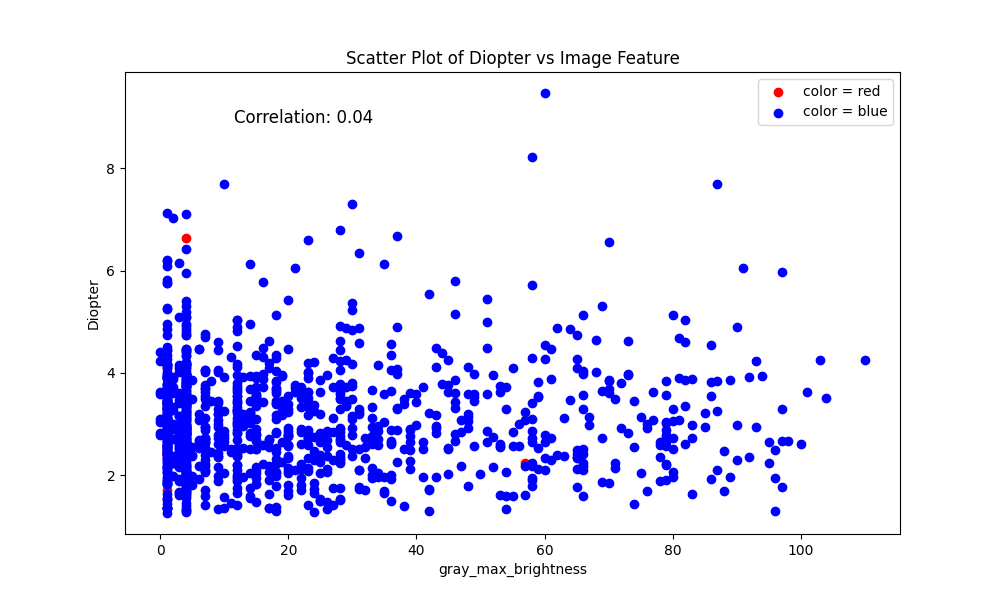 Scatter Plot of Diopter vs Image Feature
Correlation: 0.04
color = red
color = blue
Diopter
8
6
4
2
0 20 40 60 80 100
gray_max_brightness